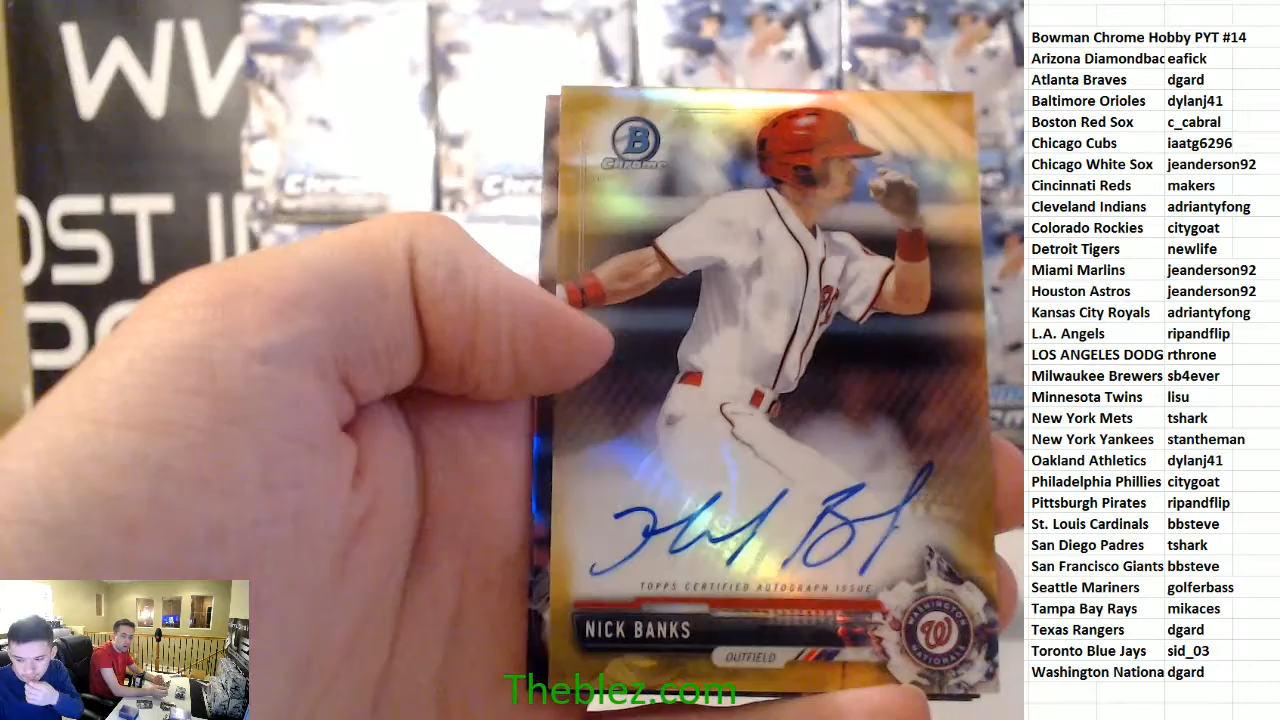 WV
OST I
Chrome
Chrome
B
Chrome
TOPPS CERTIFIED AUTOGRAPH ISSUE
NICK BANKS
OUTFIELD
WASHINGTON
W
NATIONALS
Theblez.com
Bowman Chrome Hobby PYT #14
Arizona Diamondbac eafick
Atlanta Braves dgard
Baltimore Orioles dylanj41
Boston Red Sox c_cabral
Chicago Cubs iaatg6296
Chicago White Sox jeanderson92
Cincinnati Reds makers
Cleveland Indians adriantyfong
Colorado Rockies citygoat
Detroit Tigers newlife
Miami Marlins jeanderson92
Houston Astros jeanderson92
Kansas City Royals adriantyfong
L.A. Angels ripandflip
LOS ANGELES DODG rthrone
Milwaukee Brewers sb4ever
Minnesota Twins lisu
New York Mets tshark
New York Yankees stantheman
Oakland Athletics dylanj41
Philadelphia Phillies citygoat
Pittsburgh Pirates ripandflip
St. Louis Cardinals bbsteve
San Diego Padres tshark
San Francisco Giants bbsteve
Seattle Mariners golferbass
Tampa Bay Rays mikaces
Texas Rangers dgard
Toronto Blue Jays sid_03
Washington Nationa dgard